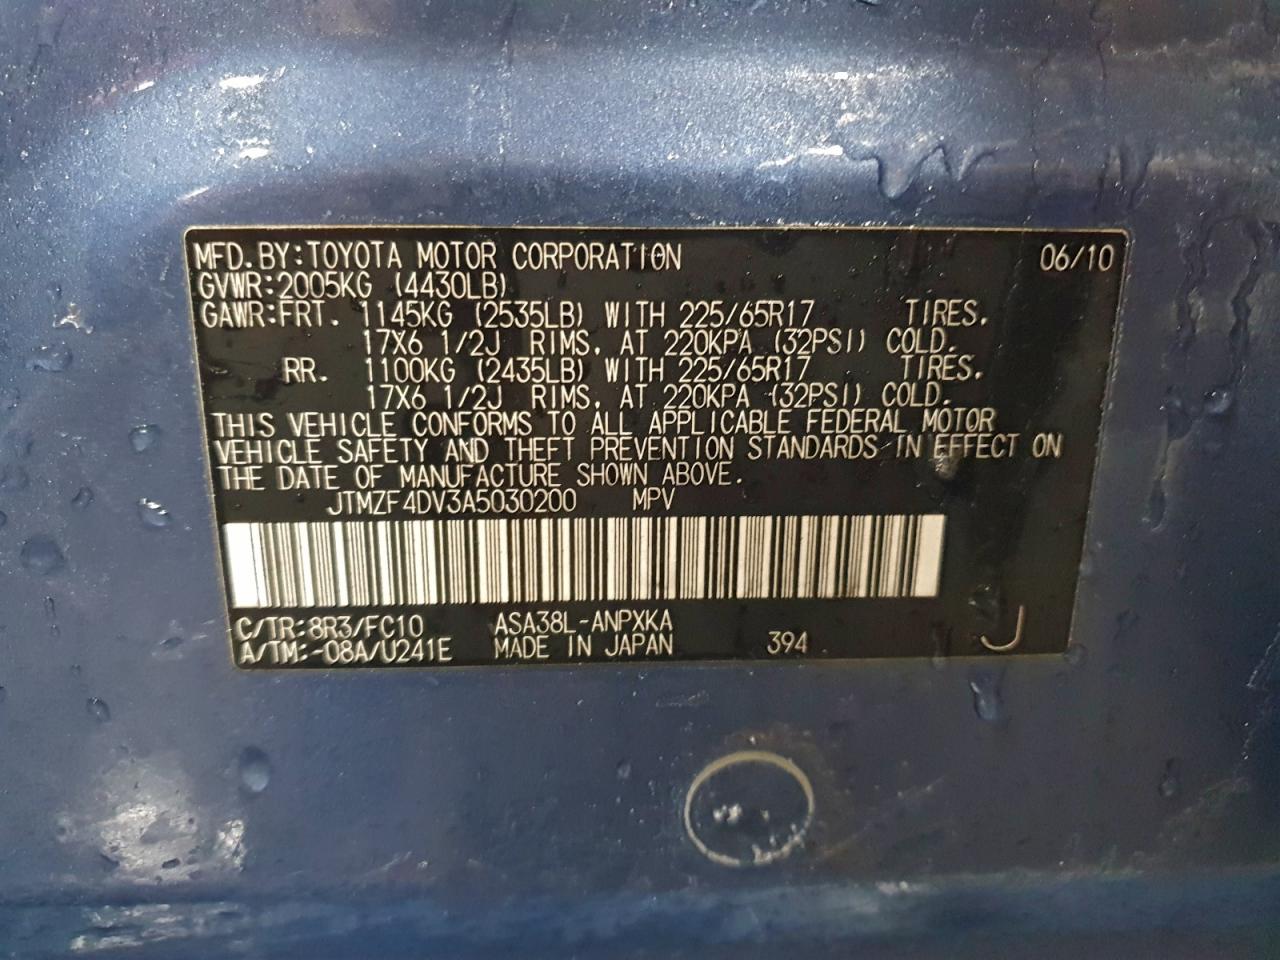 MFD. BY: TOYOTA MOTOR CORPORATION 06/10
GVWR: 2005KG (4430LB)
GAWR: FRT. 1145KG (2535LB) WITH 225/65R17 TIRES.
17X6 1/2J RIMS, AT 220KPA (32PSI) COLD.
RR. 1100KG (2435LB) WITH 225/65R17 TIRES.
17X6 1/2J RIMS, AT 220KPA (32PSI) COLD.
THIS VEHICLE CONFORMS TO ALL APPLICABLE FEDERAL MOTOR
VEHICLE SAFETY AND THEFT PREVENTION STANDARDS IN EFFECT ON
THE DATE OF MANUFACTURE SHOWN ABOVE.
JTMZF4DV3A5030200 MPV
C/TR: 8R3/FC10 ASA38L-ANPXKA
A/TM: -08A/U241E MADE IN JAPAN 394 J